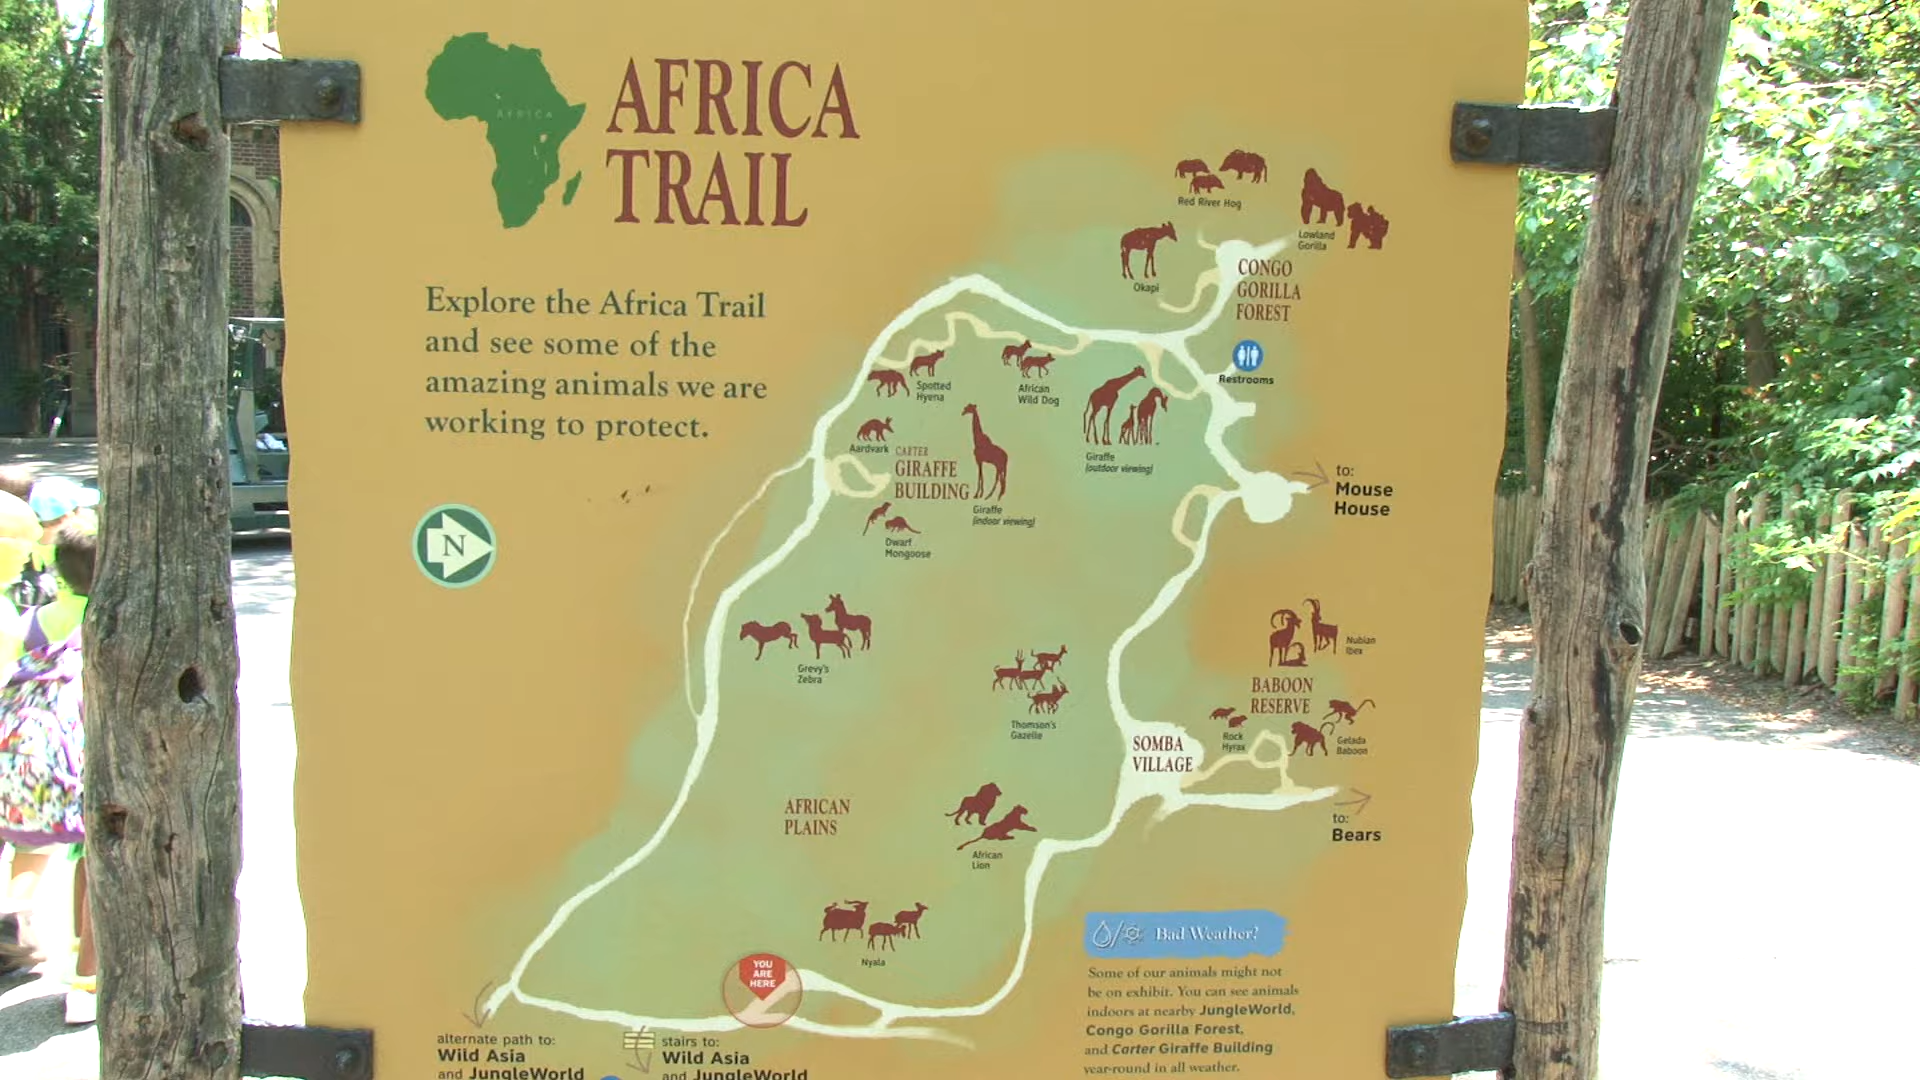 AFRICA
AFRICA
TRAIL
Explore the Africa Trail
and see some of the
amazing animals we are
working to protect.
N
Red River Hog
Lowland
Gorilla
Okapi
CONGO
GORILLA
FOREST
Restrooms
Spotted
Hyena
African
Wild Dog
Giraffe
(outdoor viewing)
Aardvark
CARTER
GIRAFFE
BUILDING
Giraffe
(indoor viewing)
Dwarf
Mongoose
to:
Mouse
House
Grevy's
Zebra
Thomson's
Gazelle
Nubian
Ibex
BABOON
RESERVE
Rock
Hyrax
Gelada
Baboon
SOMBA
VILLAGE
to:
Bears
AFRICAN
PLAINS
African
Lion
Nyala
YOU
ARE
HERE
Bad Weather?
Some of our animals might not
be on exhibit. You can see animals
indoors at nearby JungleWorld,
Congo Gorilla Forest,
and Carter Giraffe Building
year-round in all weather.
alternate path to:
Wild Asia
and JungleWorld
stairs to:
Wild Asia
and JungleWorld